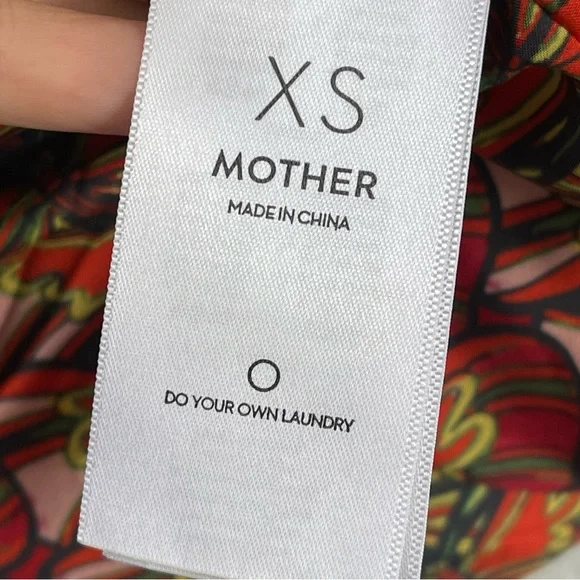 XS
MOTHER
MADE IN CHINA
DO YOUR OWN LAUNDRY